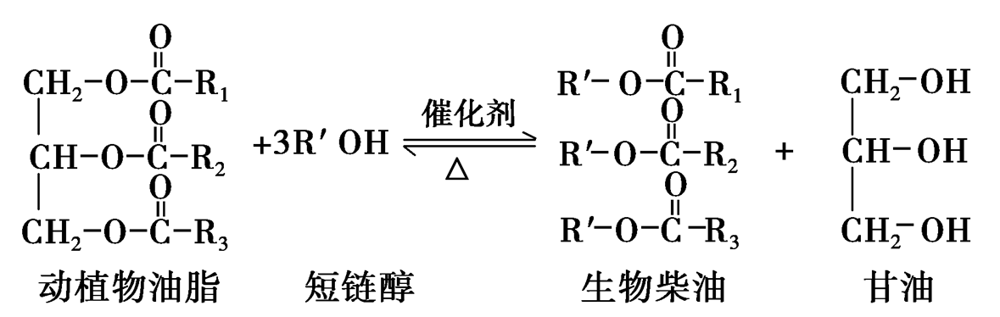 O O
CH₂-O-C-R₁ R′-O-C-R₁ CH₂-OH
O 催化剂 O
CH-O-C-R₂ +3R′OH ⇌ R′-O-C-R₂ + CH-OH
O △ O
CH₂-O-C-R₃ R′-O-C-R₃ CH₂-OH
动植物油脂 短链醇 生物柴油 甘油